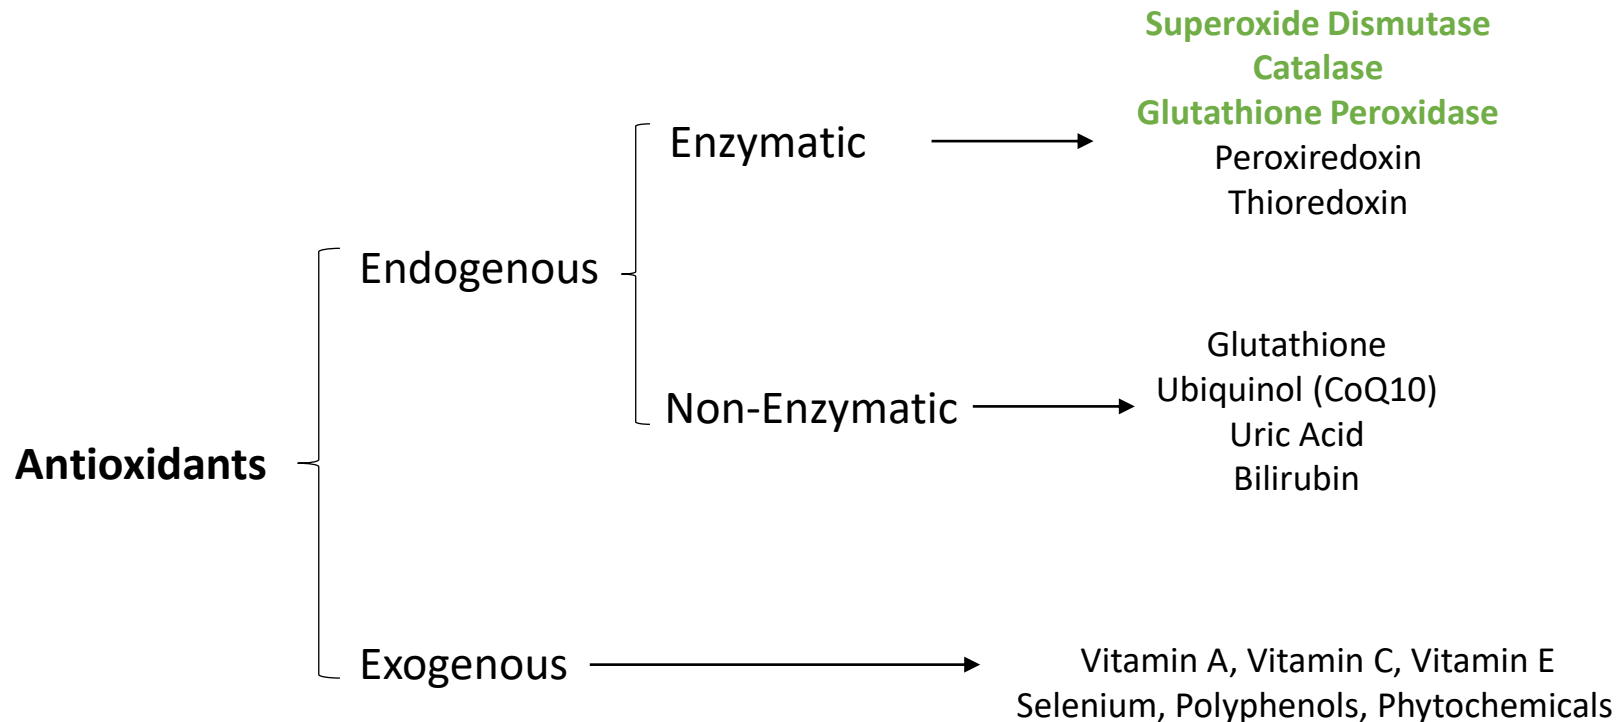 Superoxide Dismutase
Catalase
Glutathione Peroxidase
Enzymatic
Peroxiredoxin
Thioredoxin
Endogenous
Glutathione
Ubiquinol (CoQ10)
Non-Enzymatic
Uric Acid
Bilirubin
Antioxidants
Exogenous
Vitamin A, Vitamin C, Vitamin E
Selenium, Polyphenols, Phytochemicals